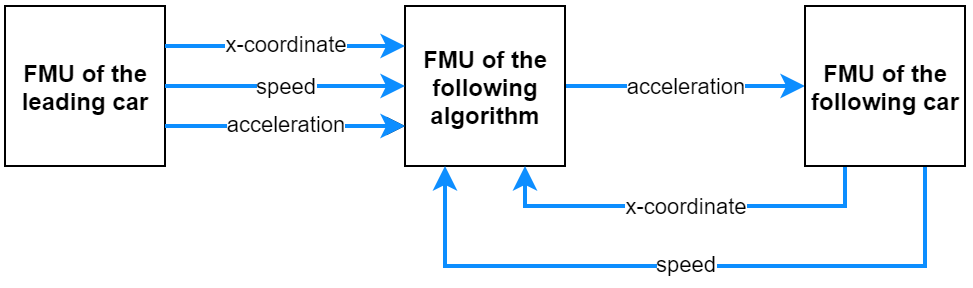 FMU of the
leading car
x-coordinate
speed
acceleration
FMU of the
following
algorithm
acceleration
FMU of the
following car
x-coordinate
speed